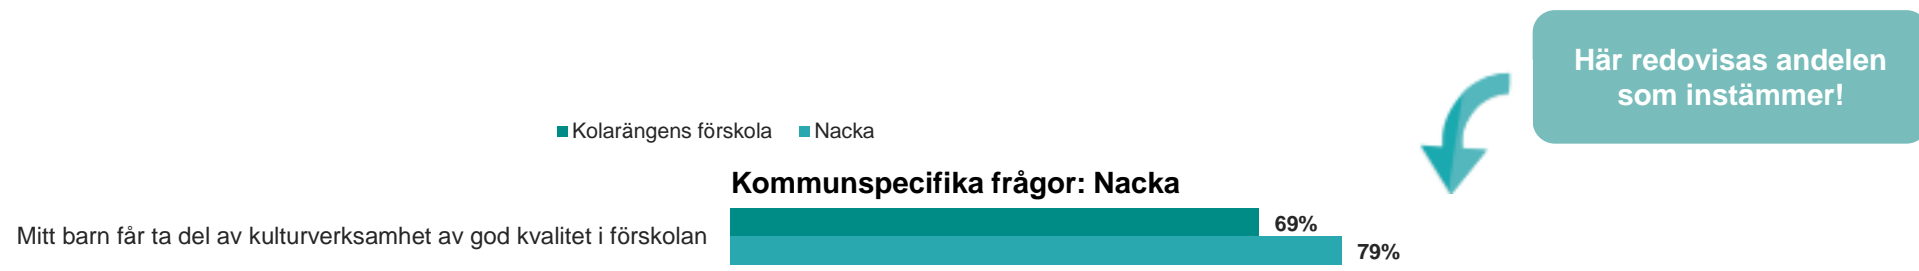 Här redovisas andelen
som instämmer!
Kolarängens förskola Nacka
Kommunspecifika frågor: Nacka
Mitt barn får ta del av kulturverksamhet av god kvalitet i förskolan
69%
79%